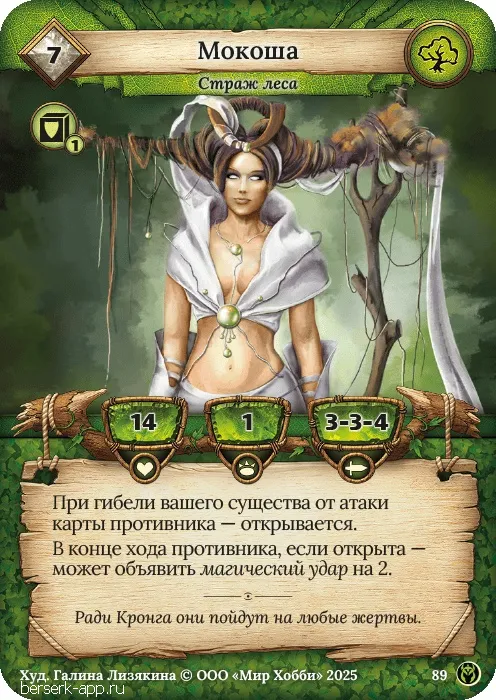 7
Мокоша
Страж леса
1
14
1
3-3-4
При гибели вашего существа от атаки
карты противника — открывается.
В конце хода противника, если открыта —
может объявить магический удар на 2.
Ради Кронга они пойдут на любые жертвы.
Худ. Галина Лизякина © ООО «Мир Хобби» 2025
89
berserk-app.ru